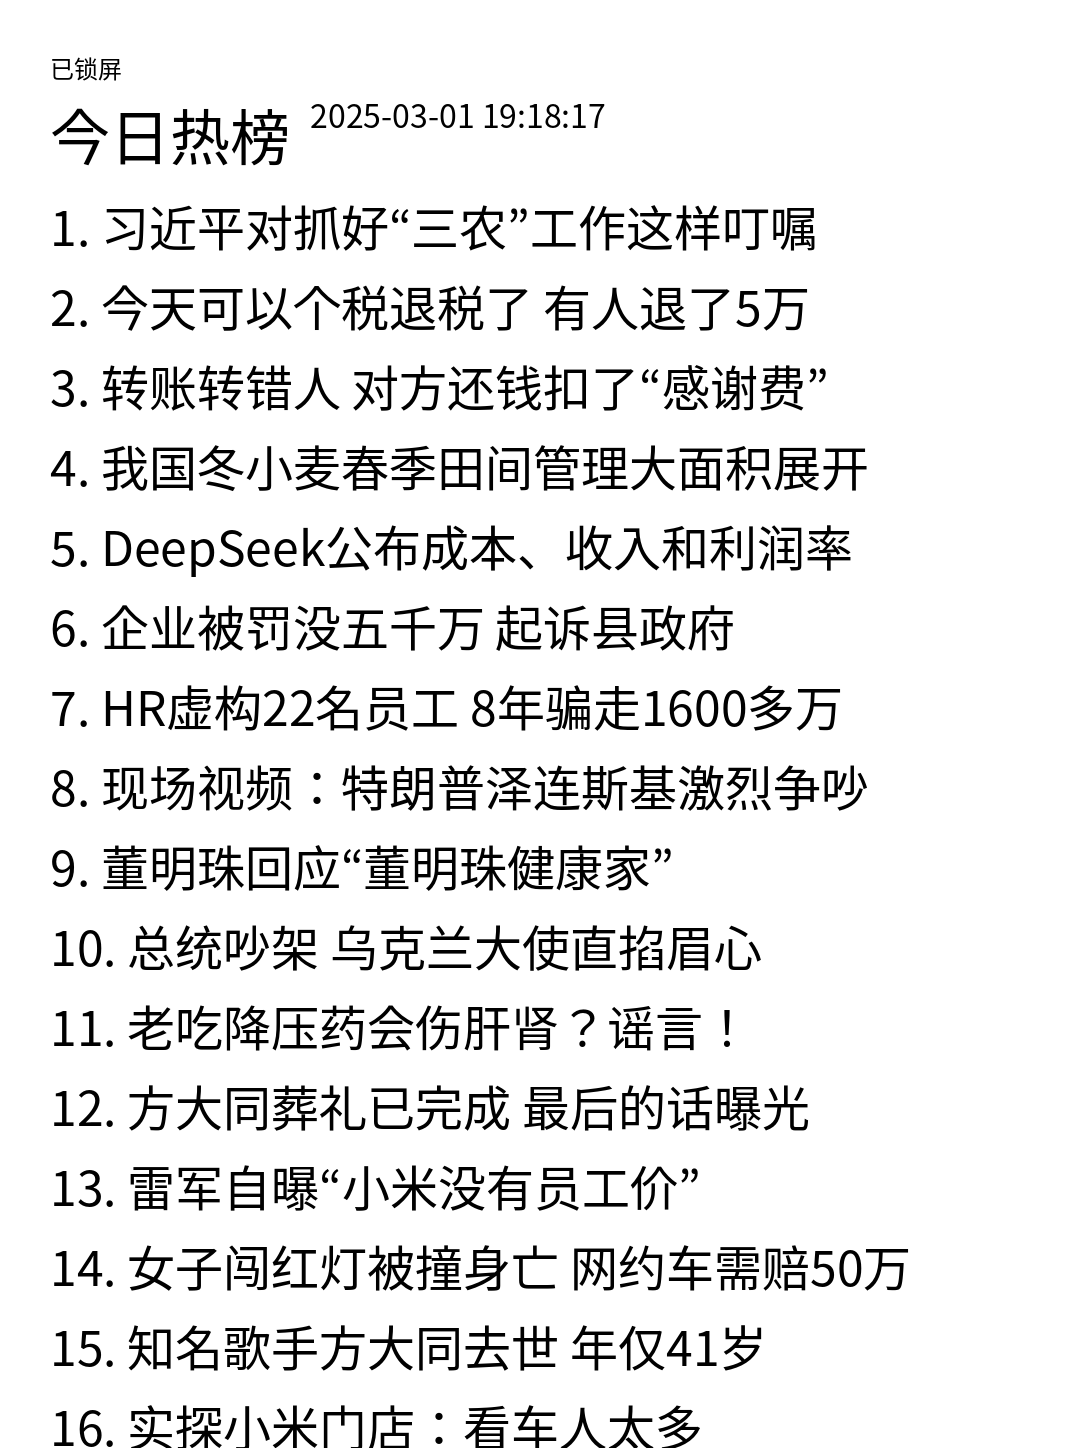 已锁屏
今日热榜 2025-03-01 19:18:17
1. 习近平对抓好“三农”工作这样叮嘱
2. 今天可以个税退税了 有人退了5万
3. 转账转错人 对方还钱扣了“感谢费”
4. 我国冬小麦春季田间管理大面积展开
5. DeepSeek公布成本、收入和利润率
6. 企业被罚没五千万 起诉县政府
7. HR虚构22名员工 8年骗走1600多万
8. 现场视频：特朗普泽连斯基激烈争吵
9. 董明珠回应“董明珠健康家”
10. 总统吵架 乌克兰大使直掐眉心
11. 老吃降压药会伤肝肾？谣言！
12. 方大同葬礼已完成 最后的话曝光
13. 雷军自曝“小米没有员工价”
14. 女子闯红灯被撞身亡 网约车需赔50万
15. 知名歌手方大同去世 年仅41岁
16. 实探小米门店：看车人太多